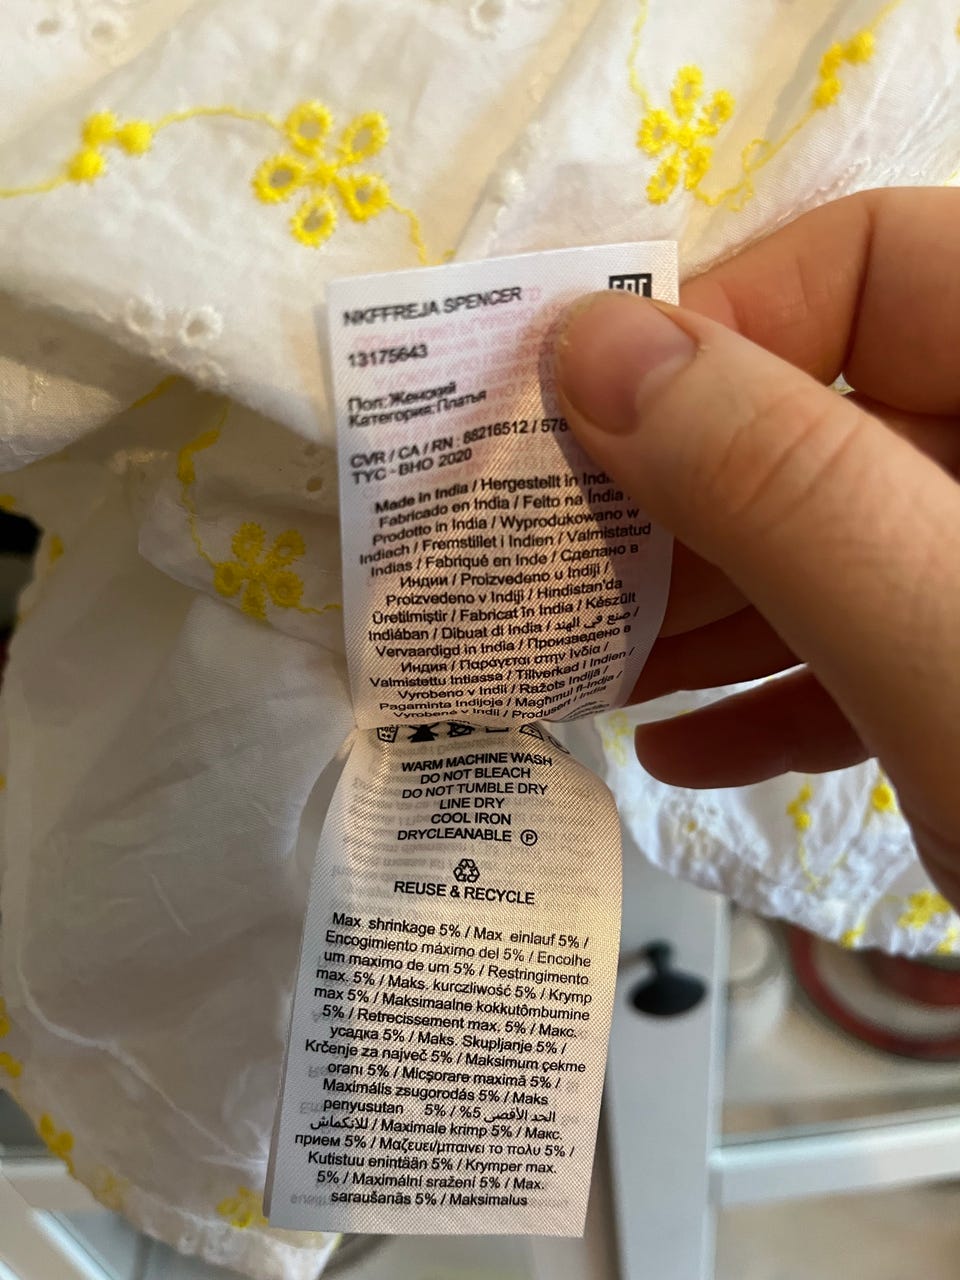 NKFFREJA SPENCER
EAC
13175643
Пол: Женский
Категория: Платья
CVR / CA / RN : 88216512 / 578
TYC - BHO 2020
Made in India / Hergestellt in Indi
Fabricado en India / Feito na Índia
Prodotto in India / Wyprodukowano w
Indiach / Fremstillet i Indien / Valmistatud
Indias / Fabriqué en Inde / Сделано в
Индии / Proizvedeno u Indiji /
Proizvedeno v Indiji / Hindistan'da
Üretilmiştir / Fabricat în India / Készült
Indiában / Dibuat di India / صنع في الهند /
Vervaardigd in India / Произведено в
Индия / Παράγεται στην Ινδία /
Valmistettu Intiassa / Tillverkad i Indien /
Vyrobeno v Indii / Ražots Indijā /
Pagaminta Indijoje / Magħmul fl-Indja /
Vyrobené v Indii / Produsert i India
WARM MACHINE WASH
DO NOT BLEACH
DO NOT TUMBLE DRY
LINE DRY
COOL IRON
DRYCLEANABLE Ⓟ
REUSE & RECYCLE
Max. shrinkage 5% / Max. einlauf 5% /
Encogimiento máximo del 5% / Encolhe
um maximo de um 5% / Restringimento
max. 5% / Maks. kurczliwość 5% / Krymp
max 5% / Maksimaalne kokkutõmbumine
5% / Retrecissement max. 5% / Макс.
усадка 5% / Maks. Skupljanje 5% /
Krčenje za največ 5% / Maksimum çekme
oranı 5% / Micşorare maximă 5% /
Maximális zsugorodás 5% / Maks
penyusutan 5% / %5 الحد الأقصى
للانكماش / Maximale krimp 5% / Макс.
прием 5% / Μαζευει/μπαινει το πολυ 5% /
Kutistuu enintään 5% / Krymper max.
5% / Maximální sražení 5% / Max.
saraušanās 5% / Maksimalus